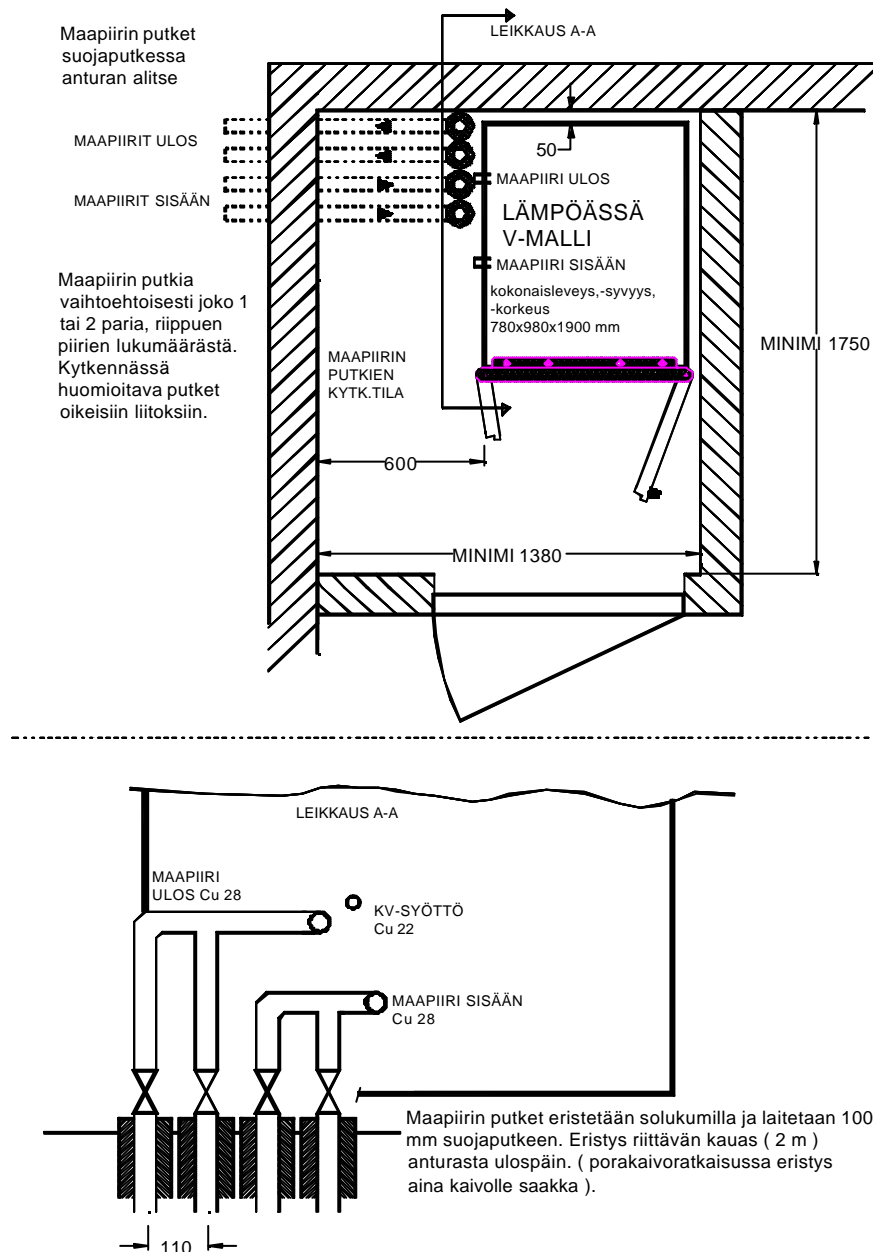 Maapiirin putket
suojaputkessa
anturan alitse
LEIKKAUS A-A
MAAPIIRIT ULOS
MAAPIIRIT SISÄÄN
50
MAAPIIRI ULOS
LÄMPÖÄSSÄ
V-MALLI
MAAPIIRI SISÄÄN
kokonaisleveys,-syvyys,
-korkeus
780x980x1900 mm
Maapiirin putkia
vaihtoehtoisesti joko 1
tai 2 paria, riippuen
piirien lukumäärästä.
Kytkennässä
huomioitava putket
oikeisiin liitoksiin.
MAAPIIRIN
PUTKIEN
KYTK.TILA
MINIMI 1750
600
MINIMI 1380
LEIKKAUS A-A
MAAPIIRI
ULOS Cu 28
KV-SYÖTTÖ
Cu 22
MAAPIIRI SISÄÄN
Cu 28
Maapiirin putket eristetään solukumilla ja laitetaan 100
mm suojaputkeen. Eristys riittävän kauas ( 2 m )
anturasta ulospäin. ( porakaivoratkaisussa eristys
aina kaivolle saakka ).
110